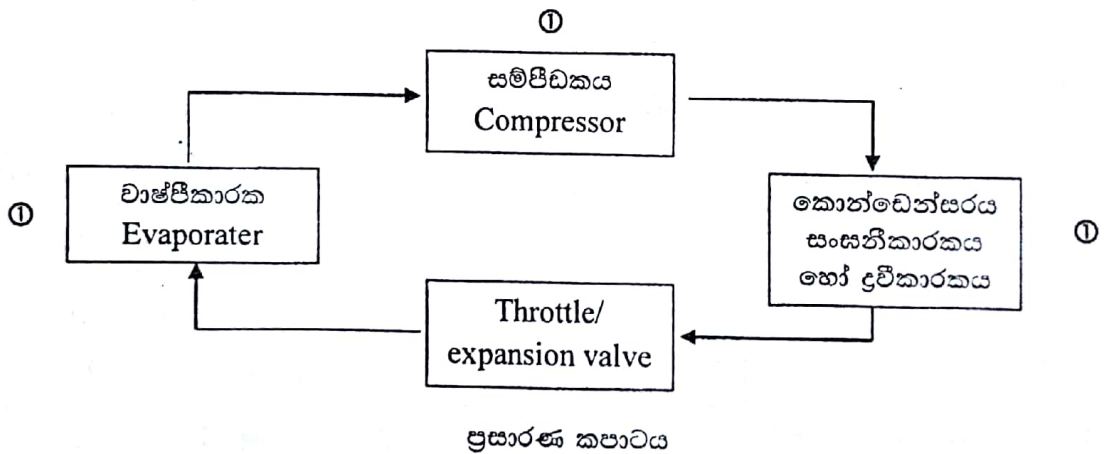 ①
සම්පීඩකය
Compressor
වාෂ්පීකාරක
Evaporater
①
කොන්ඩෙන්සරය
සංඝනීකාරකය
හෝ ද්‍රවීකාරකය
①
Throttle/
expansion valve
ප්‍රසාරණ කපාටය